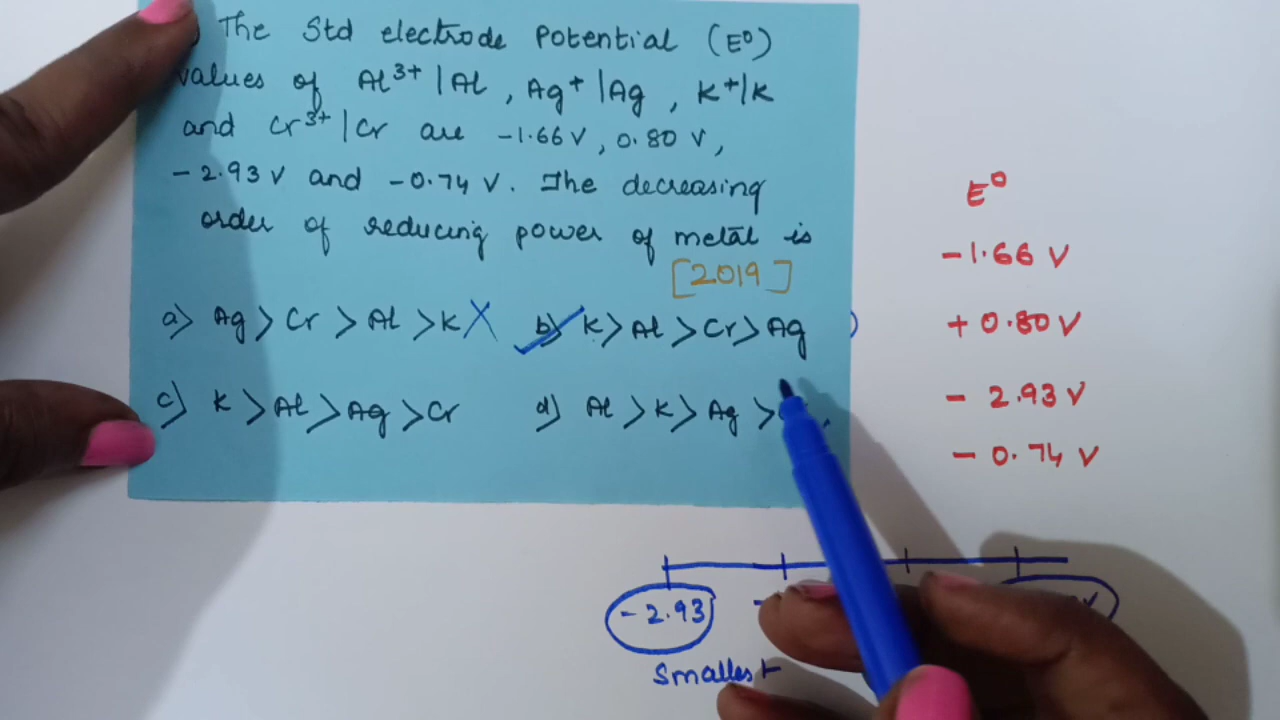 The Std electrode Potential (E⁰)
values of Al³⁺ | Al , Ag⁺ | Ag , K⁺/K
and Cr³⁺ | Cr are -1.66 V , 0.80 V ,
-2.93 V and -0.74 V. The decreasing
order of reducing power of metal is
[2019]
a) Ag > Cr > Al > K X b) K > Al > Cr > Ag
c) K > Al > Ag > Cr d) Al > K > Ag >
E⁰
-1.66 V
+0.80 V
-2.93 V
-0.74 V
-2.93
Smallest